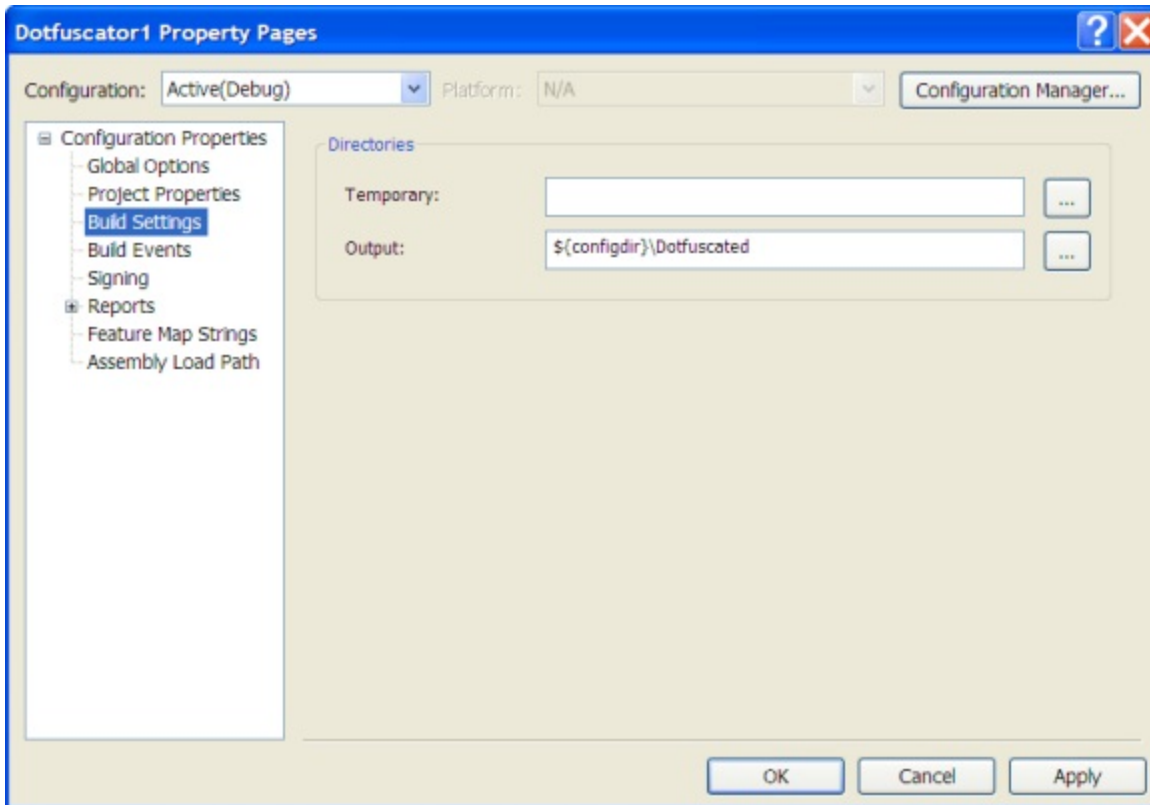 Dotfuscator1 Property Pages
?
Configuration: Active(Debug) Platform: N/A Configuration Manager...
Configuration Properties
Global Options
Project Properties
Build Settings
Build Events
Signing
Reports
Feature Map Strings
Assembly Load Path
Directories
Temporary: ...
Output: ${configdir}\Dotfuscated ...
OK Cancel Apply